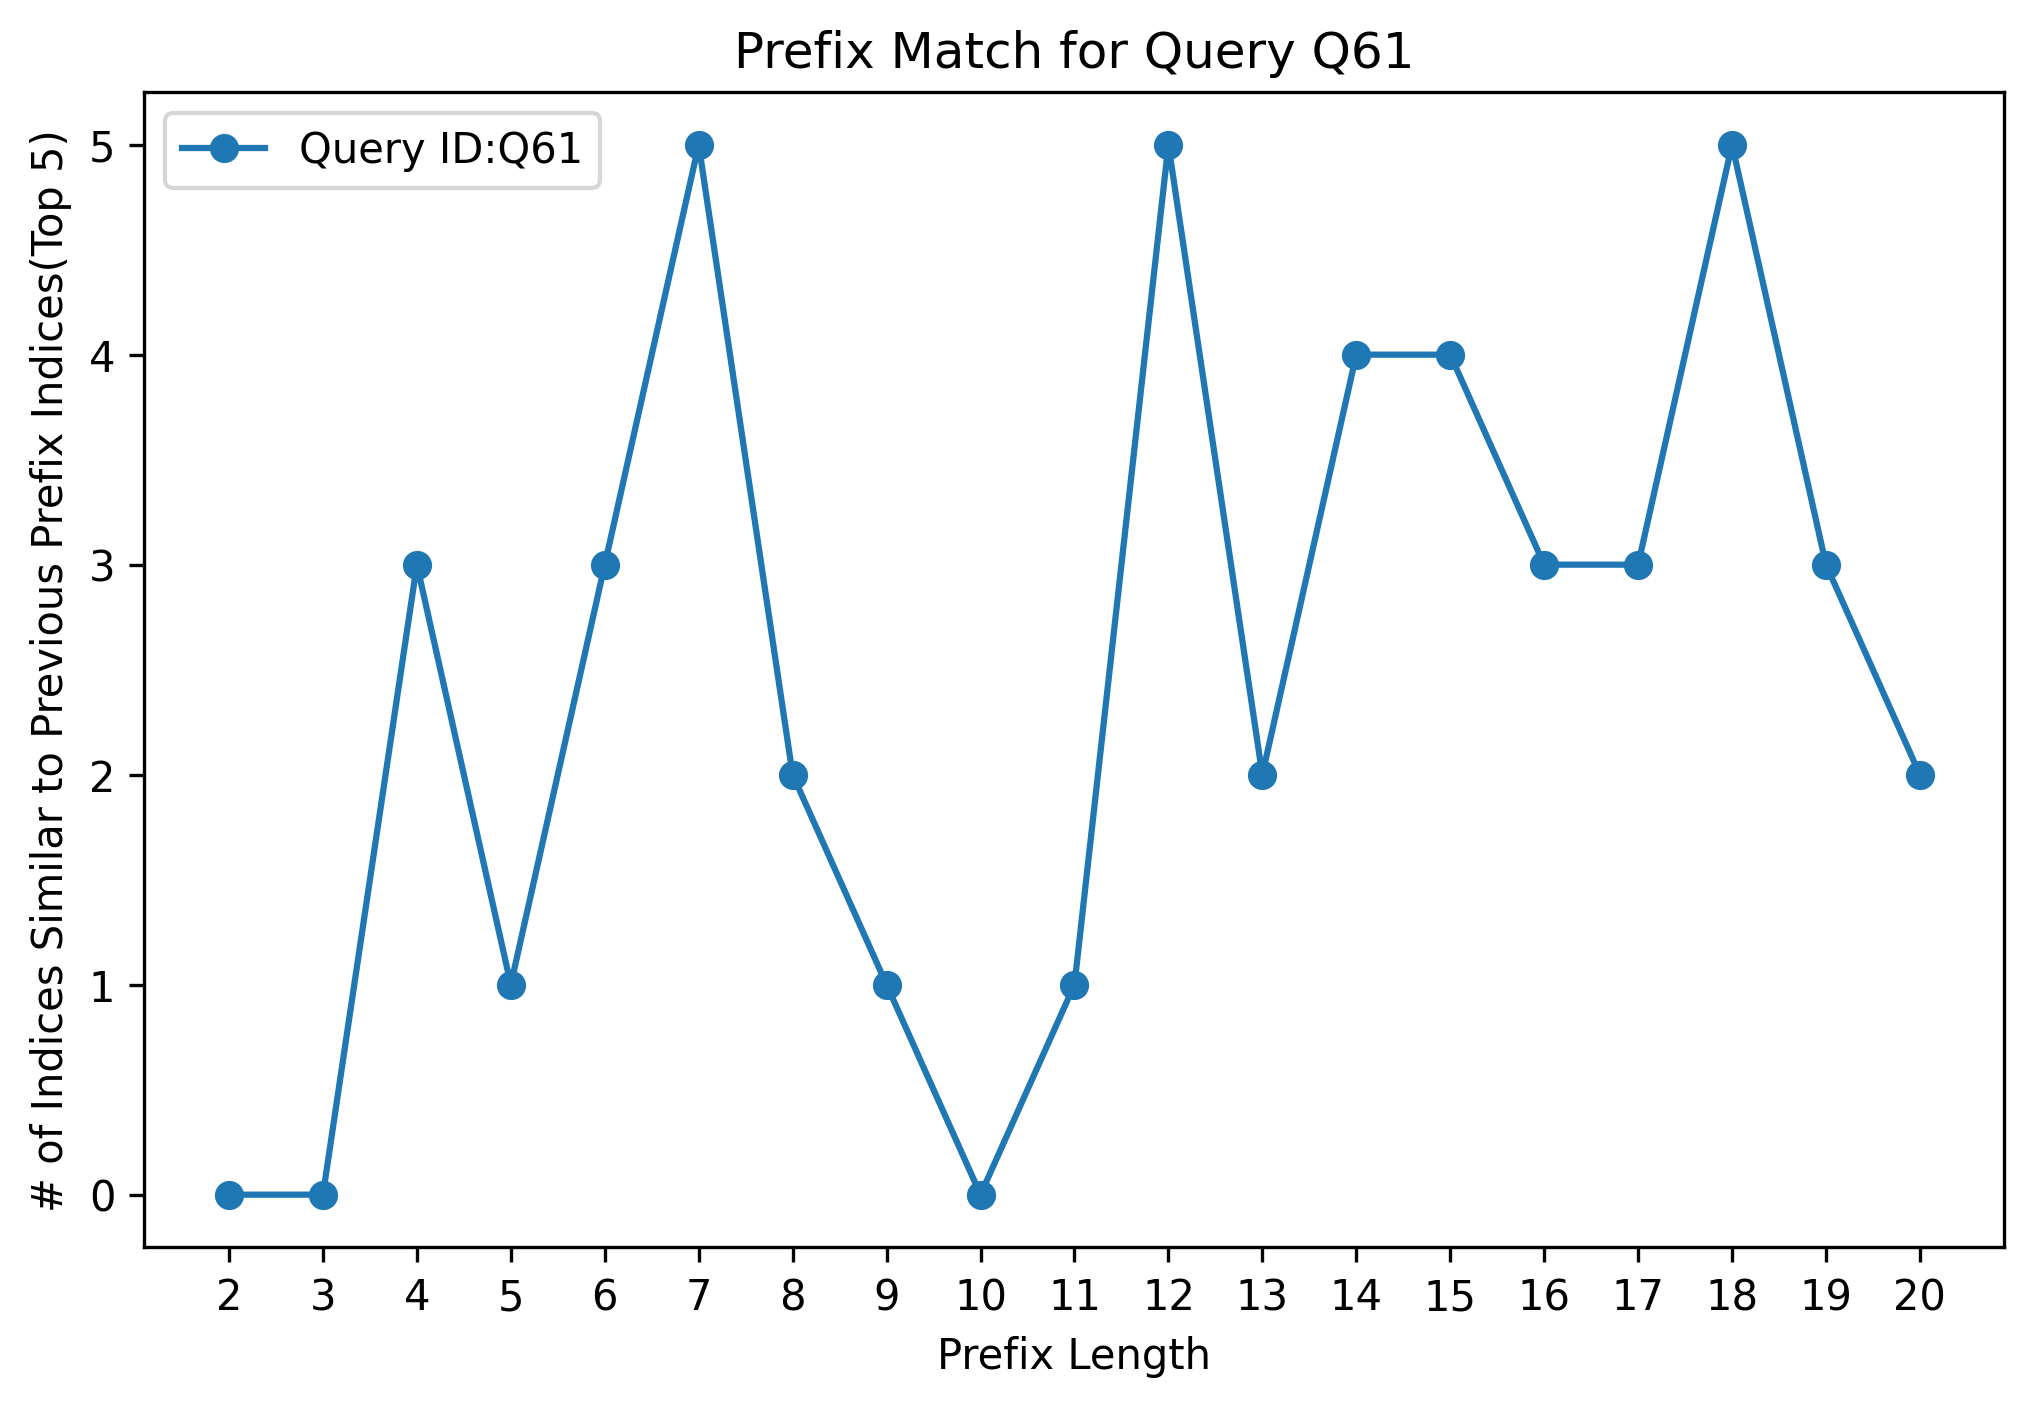 Prefix Match for Query Q61
Query ID:Q61
# of Indices Similar to Previous Prefix Indices(Top 5)
5
4
3
2
1
0
2 3 4 5 6 7 8 9 10 11 12 13 14 15 16 17 18 19 20
Prefix Length